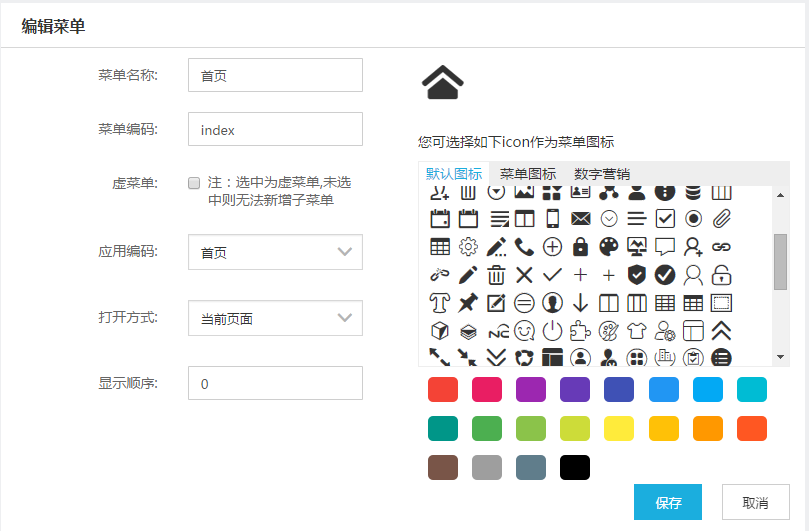 编辑菜单
菜单名称:
首页
菜单编码:
index
虚菜单:
注：选中为虚菜单,未选
中则无法新增子菜单
应用编码:
首页
打开方式:
当前页面
显示顺序:
0
您可选择如下icon作为菜单图标
默认图标 菜单图标 数字营销
保存 取消